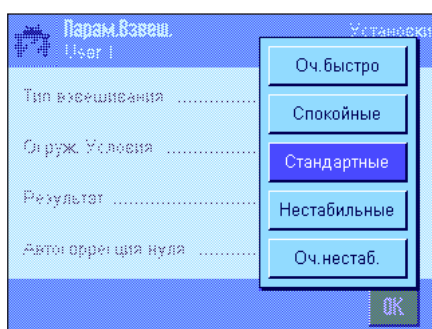 Парам.Взвеш.
Установки
User 1
Тип взвешивания
Окруж. Условия
Результат
Автокоррекция нуля
Оч.быстро
Спокойные
Стандартные
Нестабильные
Оч.нестаб.
OK